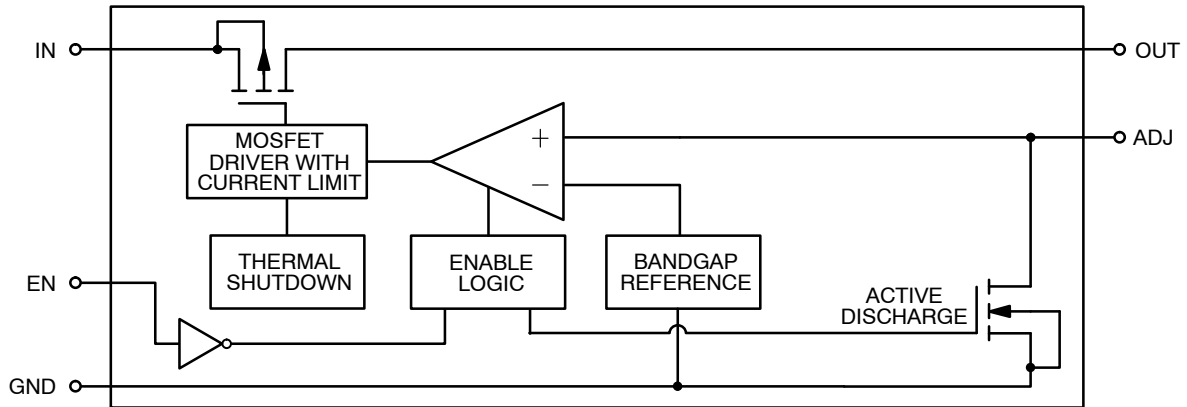 IN
OUT
+
ADJ
MOSFET
DRIVER WITH
CURRENT LIMIT
−
THERMAL
SHUTDOWN
ENABLE
LOGIC
BANDGAP
REFERENCE
EN
ACTIVE
DISCHARGE
GND